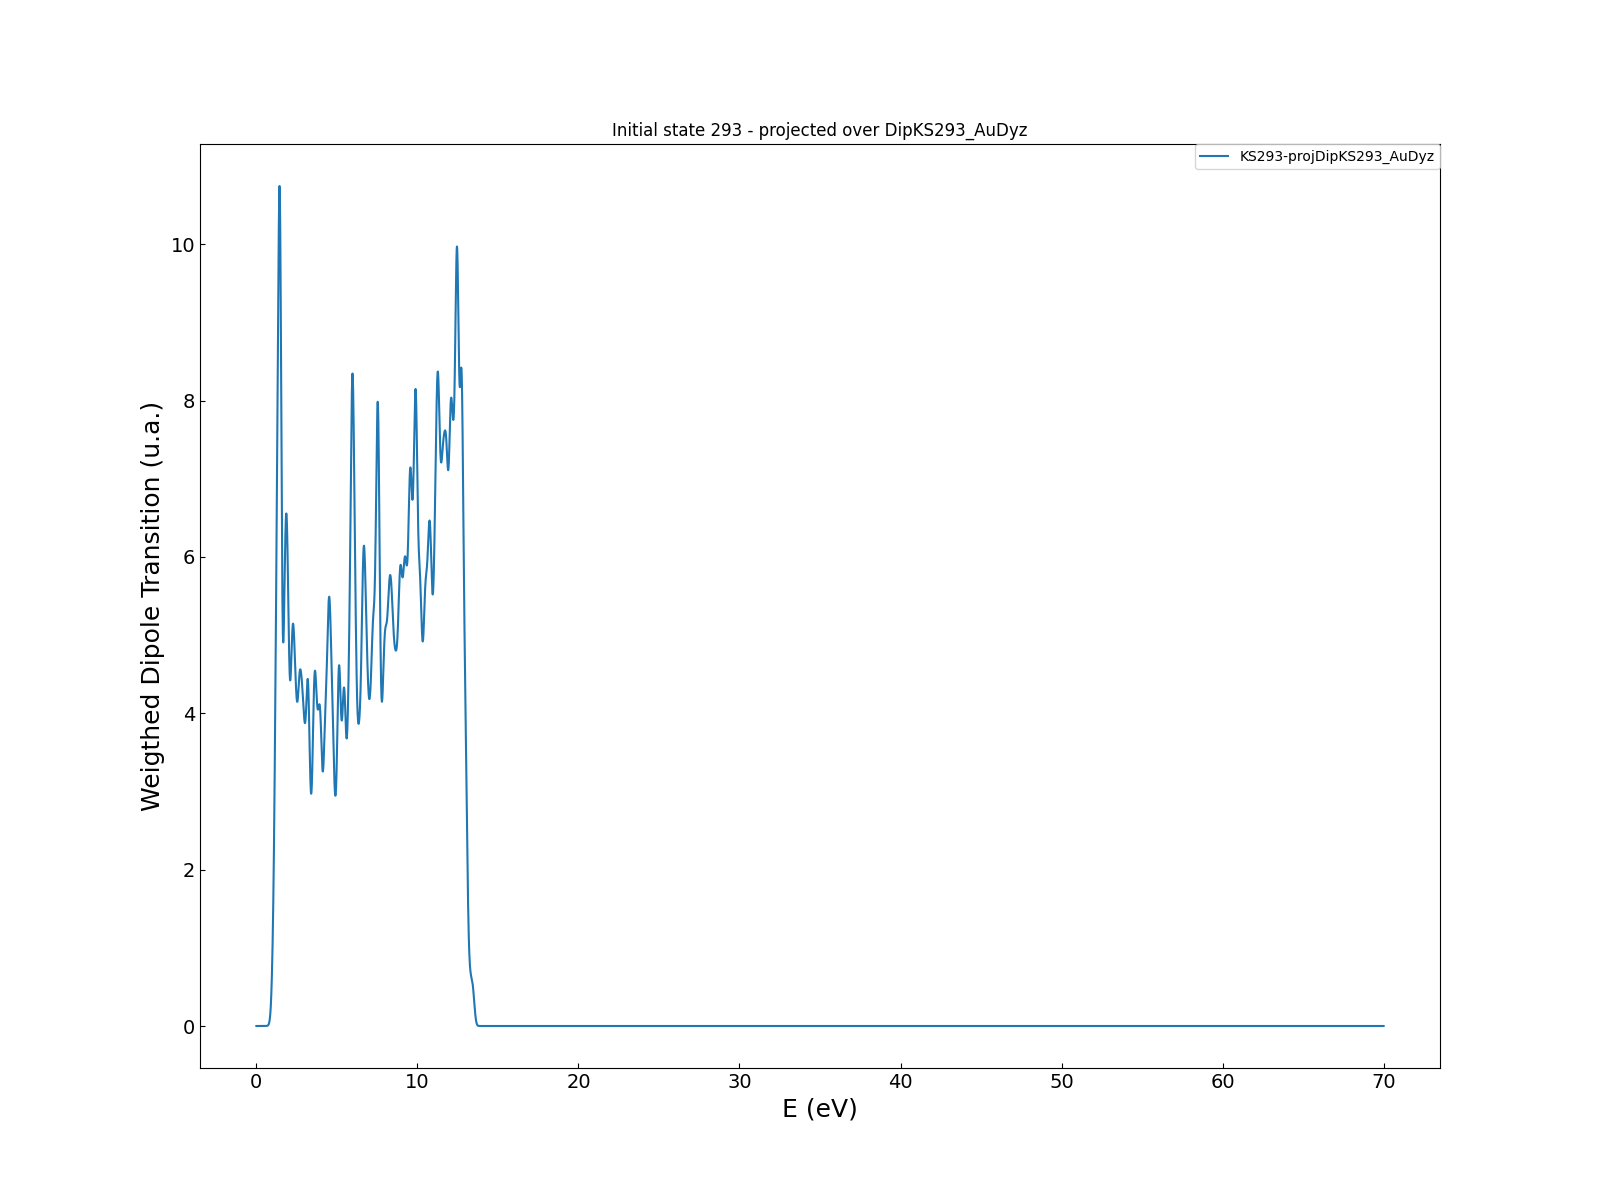 Initial state 293 - projected over DipKS293_AuDyz
KS293-projDipKS293_AuDyz
Weigthed Dipole Transition (u.a.)
10
8
6
4
2
0
0 10 20 30 40 50 60 70
E (eV)